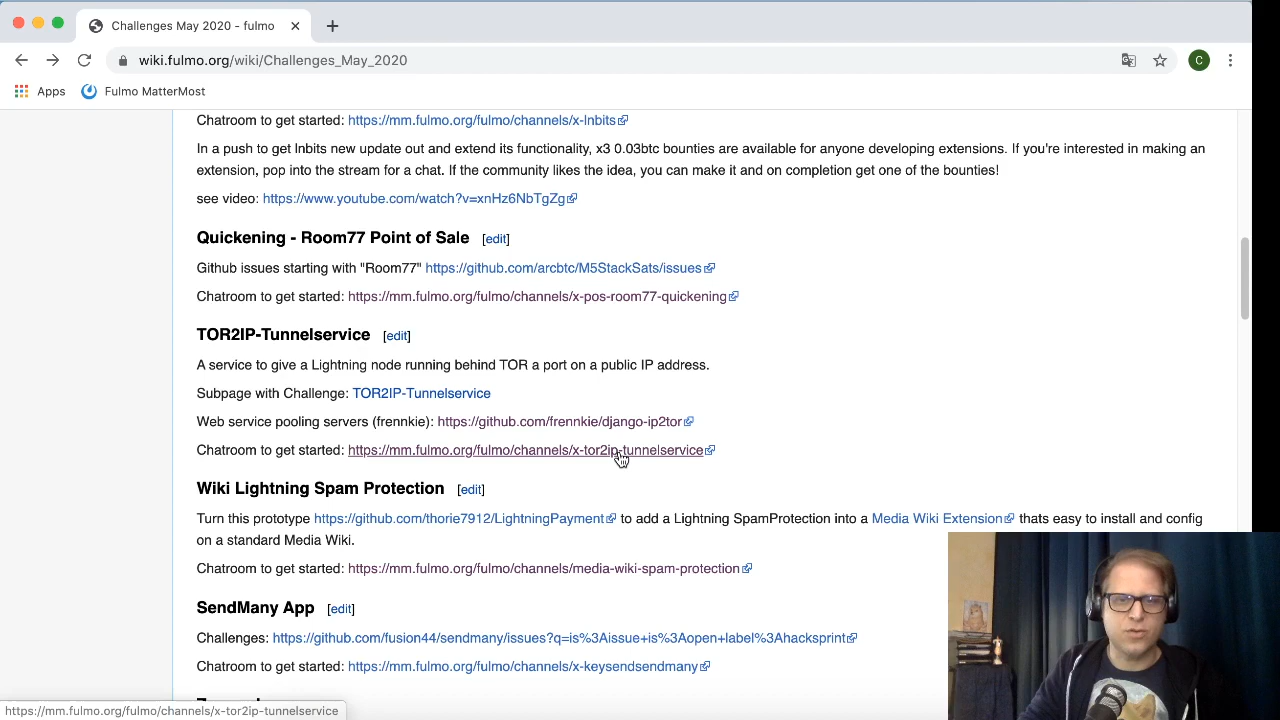 Challenges May 2020 - fulmo
wiki.fulmo.org/wiki/Challenges_May_2020
C
Apps
Fulmo MatterMost
Chatroom to get started: https://mm.fulmo.org/fulmo/channels/x-lnbits
In a push to get lnbits new update out and extend its functionality, x3 0.03btc bounties are available for anyone developing extensions. If you're interested in making an
extension, pop into the stream for a chat. If the community likes the idea, you can make it and on completion get one of the bounties!
see video: https://www.youtube.com/watch?v=xnHz6NbTgZg
Quickening - Room77 Point of Sale [edit]
Github issues starting with "Room77" https://github.com/arcbtc/M5StackSats/issues
Chatroom to get started: https://mm.fulmo.org/fulmo/channels/x-pos-room77-quickening
TOR2IP-Tunnelservice [edit]
A service to give a Lightning node running behind TOR a port on a public IP address.
Subpage with Challenge: TOR2IP-Tunnelservice
Web service pooling servers (frennkie): https://github.com/frennkie/django-ip2tor
Chatroom to get started: https://mm.fulmo.org/fulmo/channels/x-tor2ip-tunnelservice
Wiki Lightning Spam Protection [edit]
Turn this prototype https://github.com/thorie7912/LightningPayment to add a Lightning SpamProtection into a Media Wiki Extension thats easy to install and config
on a standard Media Wiki.
Chatroom to get started: https://mm.fulmo.org/fulmo/channels/media-wiki-spam-protection
SendMany App [edit]
Challenges: https://github.com/fusion44/sendmany/issues?q=is%3Aissue+is%3Aopen+label%3Ahacksprint
Chatroom to get started: https://mm.fulmo.org/fulmo/channels/x-keysendsendmany
https://mm.fulmo.org/fulmo/channels/x-tor2ip-tunnelservice